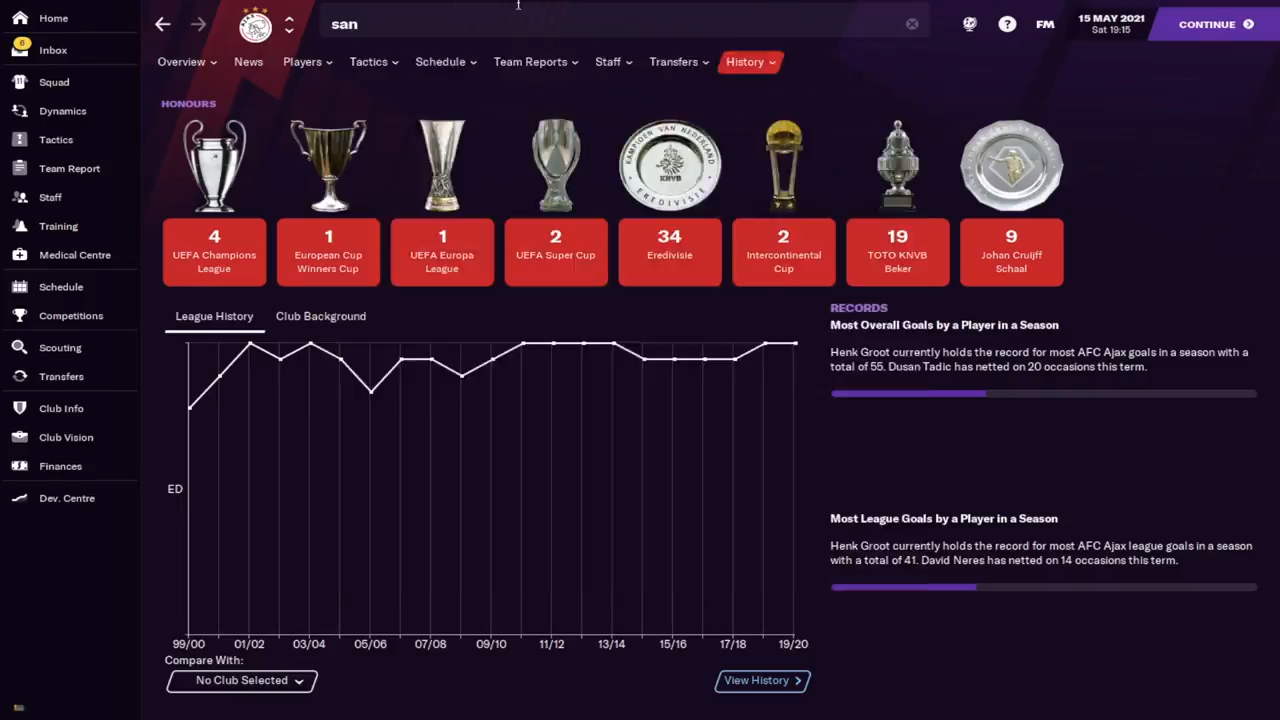 Home
0
Inbox
Squad
Dynamics
Tactics
Team Report
Staff
Training
Medical Centre
Schedule
Competitions
Scouting
Transfers
Club Info
Club Vision
Finances
Dev. Centre
AJAX
san
?
FM
15 MAY 2021
Sat 19:15
CONTINUE
Overview
News
Players
Tactics
Schedule
Team Reports
Staff
Transfers
History
HONOURS
KAMPIOEN VAN NEDERLAND
KNVB
EREDIVISIE
4
UEFA Champions
League
1
European Cup
Winners Cup
1
UEFA Europa
League
2
UEFA Super Cup
34
Eredivisie
2
Intercontinental
Cup
19
TOTO KNVB
Beker
9
Johan Cruijff
Schaal
League History
Club Background
ED
99/00
01/02
03/04
05/06
07/08
09/10
11/12
13/14
15/16
17/18
19/20
Compare With:
No Club Selected
View History
RECORDS
Most Overall Goals by a Player in a Season
Henk Groot currently holds the record for most AFC Ajax goals in a season with a
total of 55. Dusan Tadic has netted on 20 occasions this term.
Most League Goals by a Player in a Season
Henk Groot currently holds the record for most AFC Ajax league goals in a season
with a total of 41. David Neres has netted on 14 occasions this term.